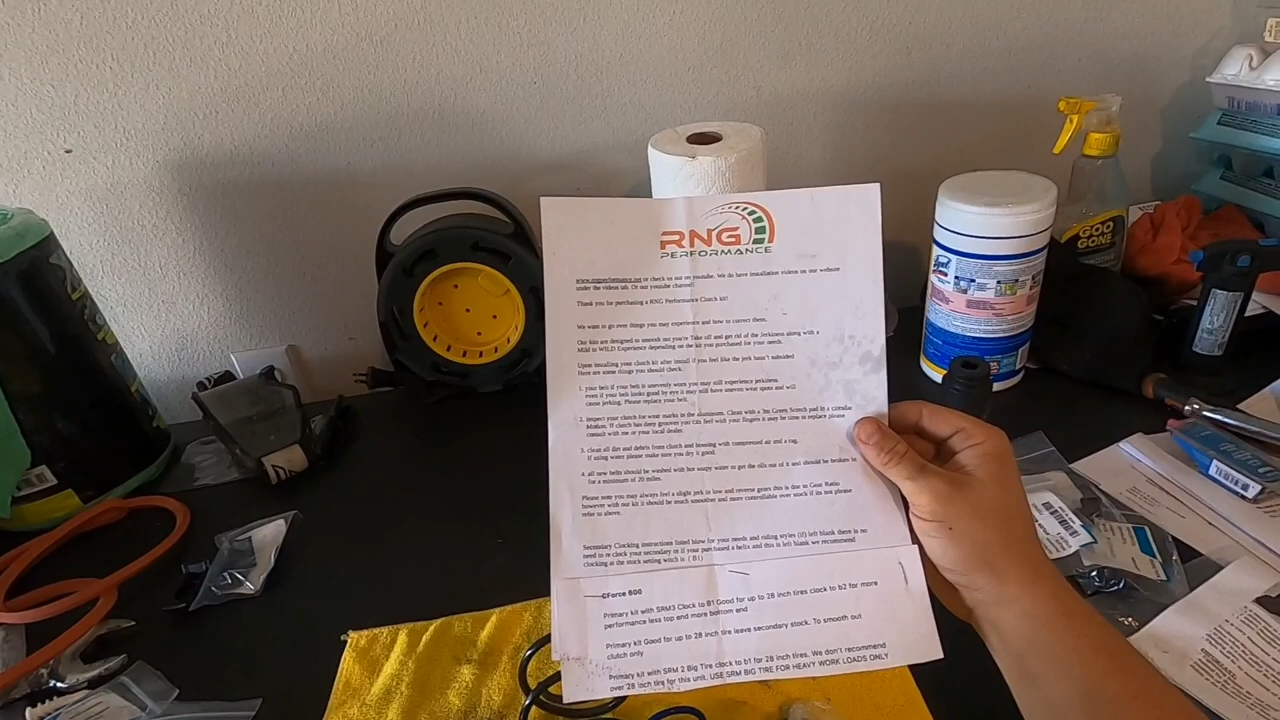 RNG
PERFORMANCE
www.rngperformance.net or check us out on youtube. We do have installation videos on our website
under the videos tab. Or our youtube channel!
Thank you for purchasing a RNG Performance Clutch kit!
We want to go over things you may experience and how to correct them.
Our kits are designed to smooth out you're Take off and get rid of the Jerkiness along with a
Mild to WILD Experience depending on the kit you purchased for your needs.
Upon installing your clutch kit after install if you feel like the jerk hasn't subsided
Here are some things you should check.
1. your belt if your belt is unevenly worn you may still experience jerkiness
even if your belt looks good by eye it may still have uneven wear spots and will
cause jerking. Please replace your belt.
2. inspect your clutch for wear marks in the aluminum. Clean with a 3m Green Scotch pad in a circular
Motion. If clutch has deep groover you can feel with your fingers it may be time to replace please
consult with me or your local dealer.
3. clean all dirt and debris from clutch and housing with compressed air and a rag.
If using water please make sure you dry it good.
4. all new belts should be washed with hot soapy water to get the oils out of it and should be broken in
for a minimum of 20 miles.
Please note you may always feel a slight jerk in low and reverse gears this is due to Gear Ratio
however with our kit it should be much smoother and more controllable over stock if its not please
refer to above.
Secondary Clocking instructions listed blow for your needs and riding styles (if) left blank there is no
need to re clock your secondary or if your purchased a helix and this is left blank we recommend
clocking at the stock setting witch is ( B1)
CForce 600
Primary kit with SRM3 Clock to B1 Good for up to 28 inch tires clock to b2 for more
performance less top end more bottom end
Primary kit Good for up to 28 inch tire leave secondary stock. To smooth out
clutch only
Primary kit with SRM 2 Big Tire clock to b1 for 28 inch tires. We don't recommend
over 28 inch tire for this unit. USE SRM BIG TIRE FOR HEAVY WORK LOADS ONLY
GOO
GONE